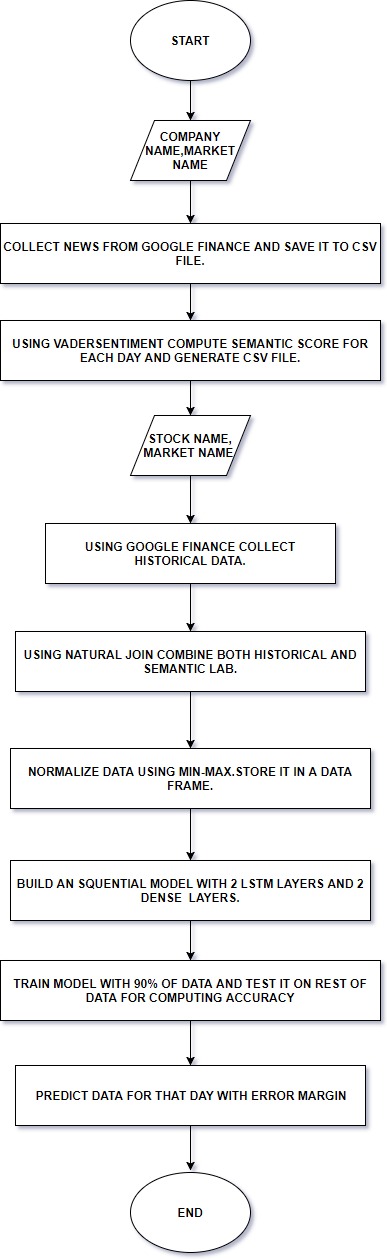 START
COMPANY
NAME,MARKET
NAME
COLLECT NEWS FROM GOOGLE FINANCE AND SAVE IT TO CSV
FILE.
USING VADERSENTIMENT COMPUTE SEMANTIC SCORE FOR
EACH DAY AND GENERATE CSV FILE.
STOCK NAME,
MARKET NAME
USING GOOGLE FINANCE COLLECT
HISTORICAL DATA.
USING NATURAL JOIN COMBINE BOTH HISTORICAL AND
SEMANTIC LAB.
NORMALIZE DATA USING MIN-MAX.STORE IT IN A DATA
FRAME.
BUILD AN SQUENTIAL MODEL WITH 2 LSTM LAYERS AND 2
DENSE LAYERS.
TRAIN MODEL WITH 90% OF DATA AND TEST IT ON REST OF
DATA FOR COMPUTING ACCURACY
PREDICT DATA FOR THAT DAY WITH ERROR MARGIN
END